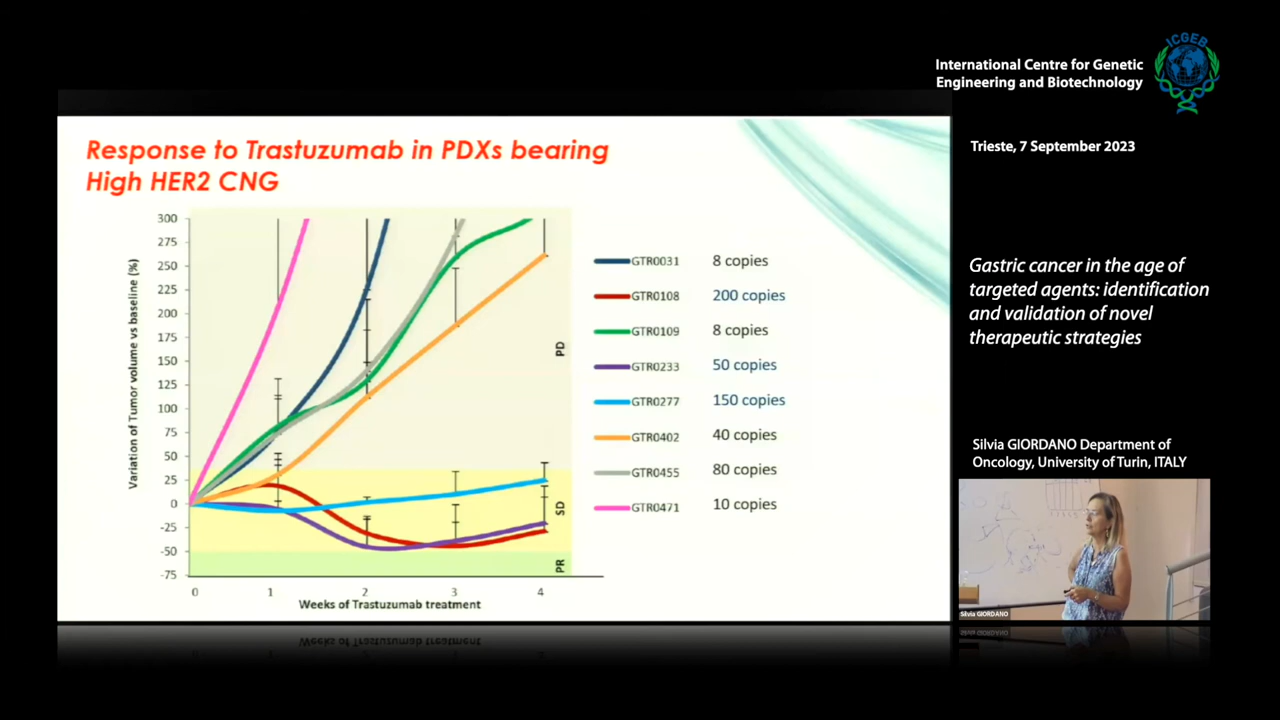 ICGEB
International Centre for Genetic
Engineering and Biotechnology
Trieste, 7 September 2023
Gastric cancer in the age of
targeted agents: identification
and validation of novel
therapeutic strategies
Silvia GIORDANO Department of
Oncology, University of Turin, ITALY
Silvia GIORDANO
Response to Trastuzumab in PDXs bearing
High HER2 CNG
Variation of Tumor volume vs baseline (%)
300
275
250
225
200
175
150
125
100
75
50
25
0
-25
-50
-75
PD
SD
PR
0 1 2 3 4
Weeks of Trastuzumab treatment
GTR0031 8 copies
GTR0108 200 copies
GTR0109 8 copies
GTR0233 50 copies
GTR0277 150 copies
GTR0402 40 copies
GTR0455 80 copies
GTR0471 10 copies